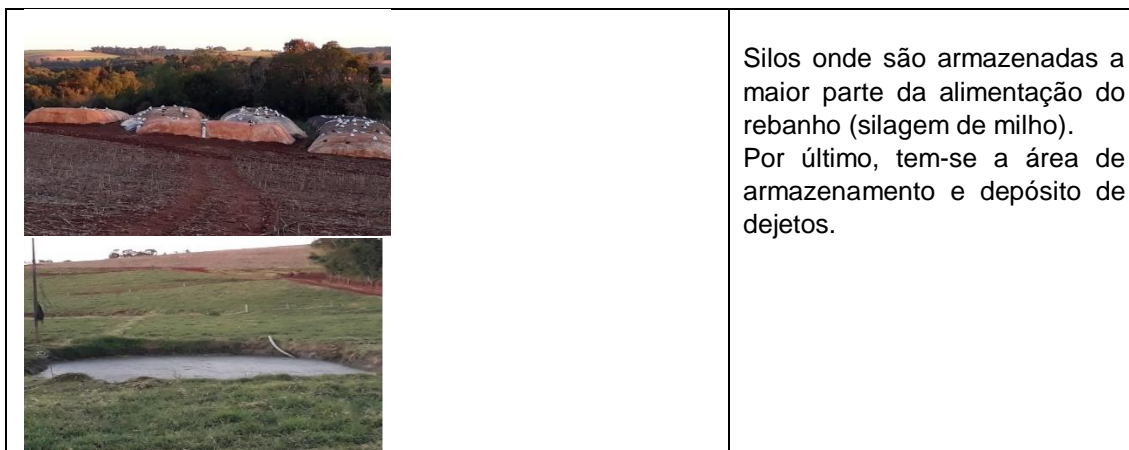 Silos onde são armazenadas a
maior parte da alimentação do
rebanho (silagem de milho).
Por último, tem-se a área de
armazenamento e depósito de
dejetos.